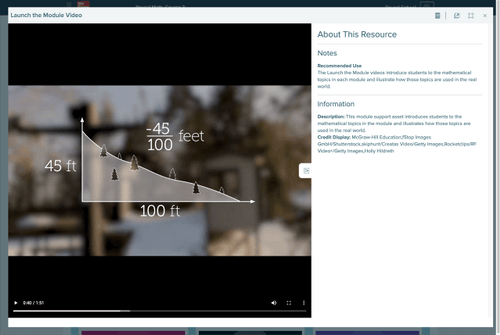 Launch the Module Video
About This Resource
Notes
Recommended Use
The Launch the Module videos introduce students to the mathematical
topics in each module and illustrate how those topics are used in the real
world.
Information
Description: This module support asset introduces students to the
mathematical topics in the module and illustrates how those topics are
used in the real world.
Credit Display: McGraw-Hill Education/iStop Images
GmbH/Shutterstock,skiphunt/Creatas Video/Getty Images,Rocketclips/RF
Video+/Getty Images,Holly Hildreth
-45
100 feet
45 ft
100 ft
0:40 / 1:51